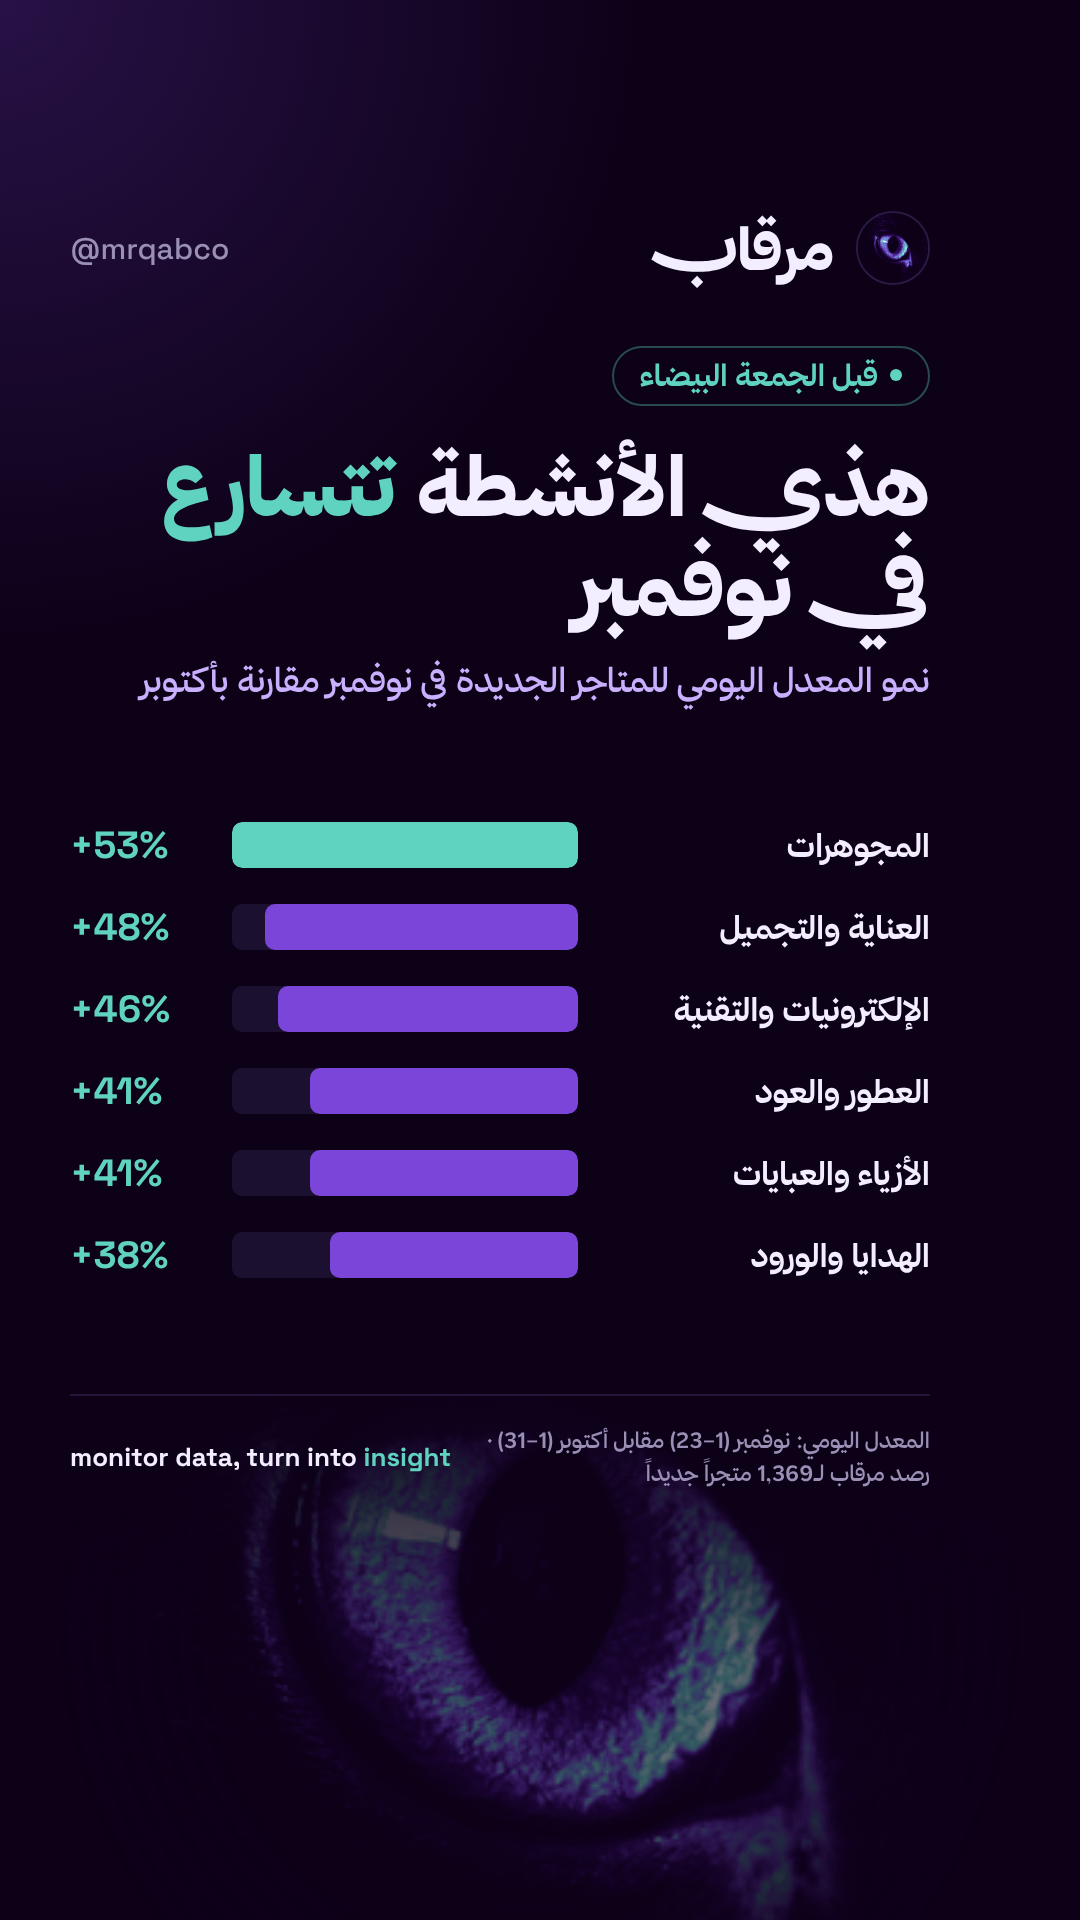 مرقاب
@mrqabco
• قبل الجمعة البيضاء
هذي الأنشطة تتسارع
في نوفمبر
نمو المعدل اليومي للمتاجر الجديدة في نوفمبر مقارنة بأكتوبر
المجوهرات +53%
العناية والتجميل +48%
الإلكترونيات والتقنية +46%
العطور والعود +41%
الأزياء والعبايات +41%
الهدايا والورود +38%
المعدل اليومي: نوفمبر (1–23) مقابل أكتوبر (1–31) ·
رصد مرقاب لـ1,369 متجراً جديداً
monitor data, turn into insight